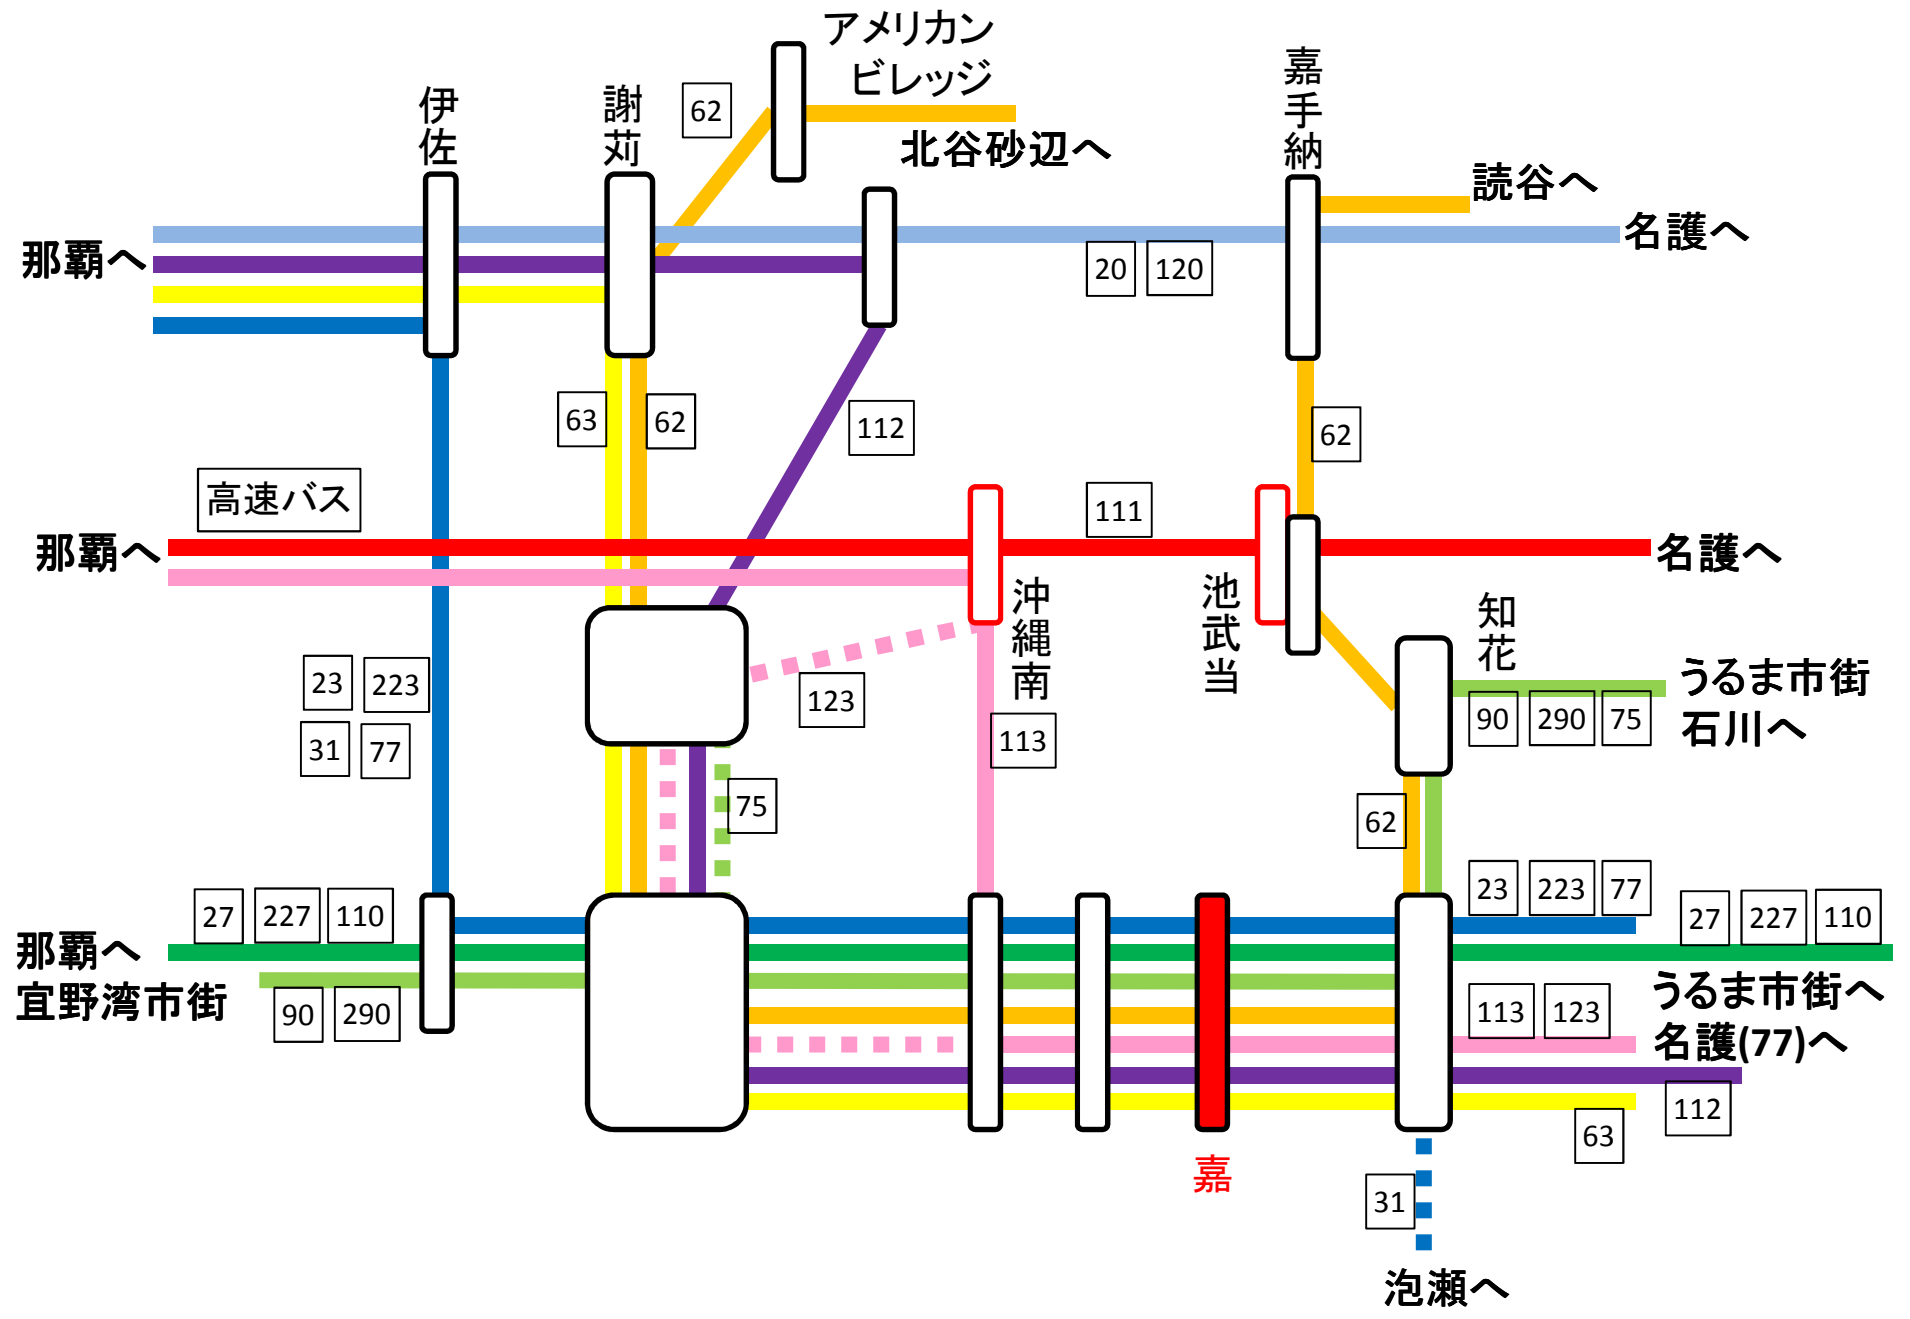 アメリカン
ビレッジ
北谷砂辺へ
嘉手納
伊佐
謝苅
62
読谷へ
名護へ
那覇へ
20
120
63
62
112
62
高速バス
111
那覇へ
名護へ
沖縄南
池武当
知花
うるま市街
石川へ
23
223
31
77
123
113
90
290
75
75
62
23
223
77
27
227
110
27
227
110
那覇へ
宜野湾市街
90
290
うるま市街へ
名護(77)へ
113
123
112
63
嘉
31
泡瀬へ